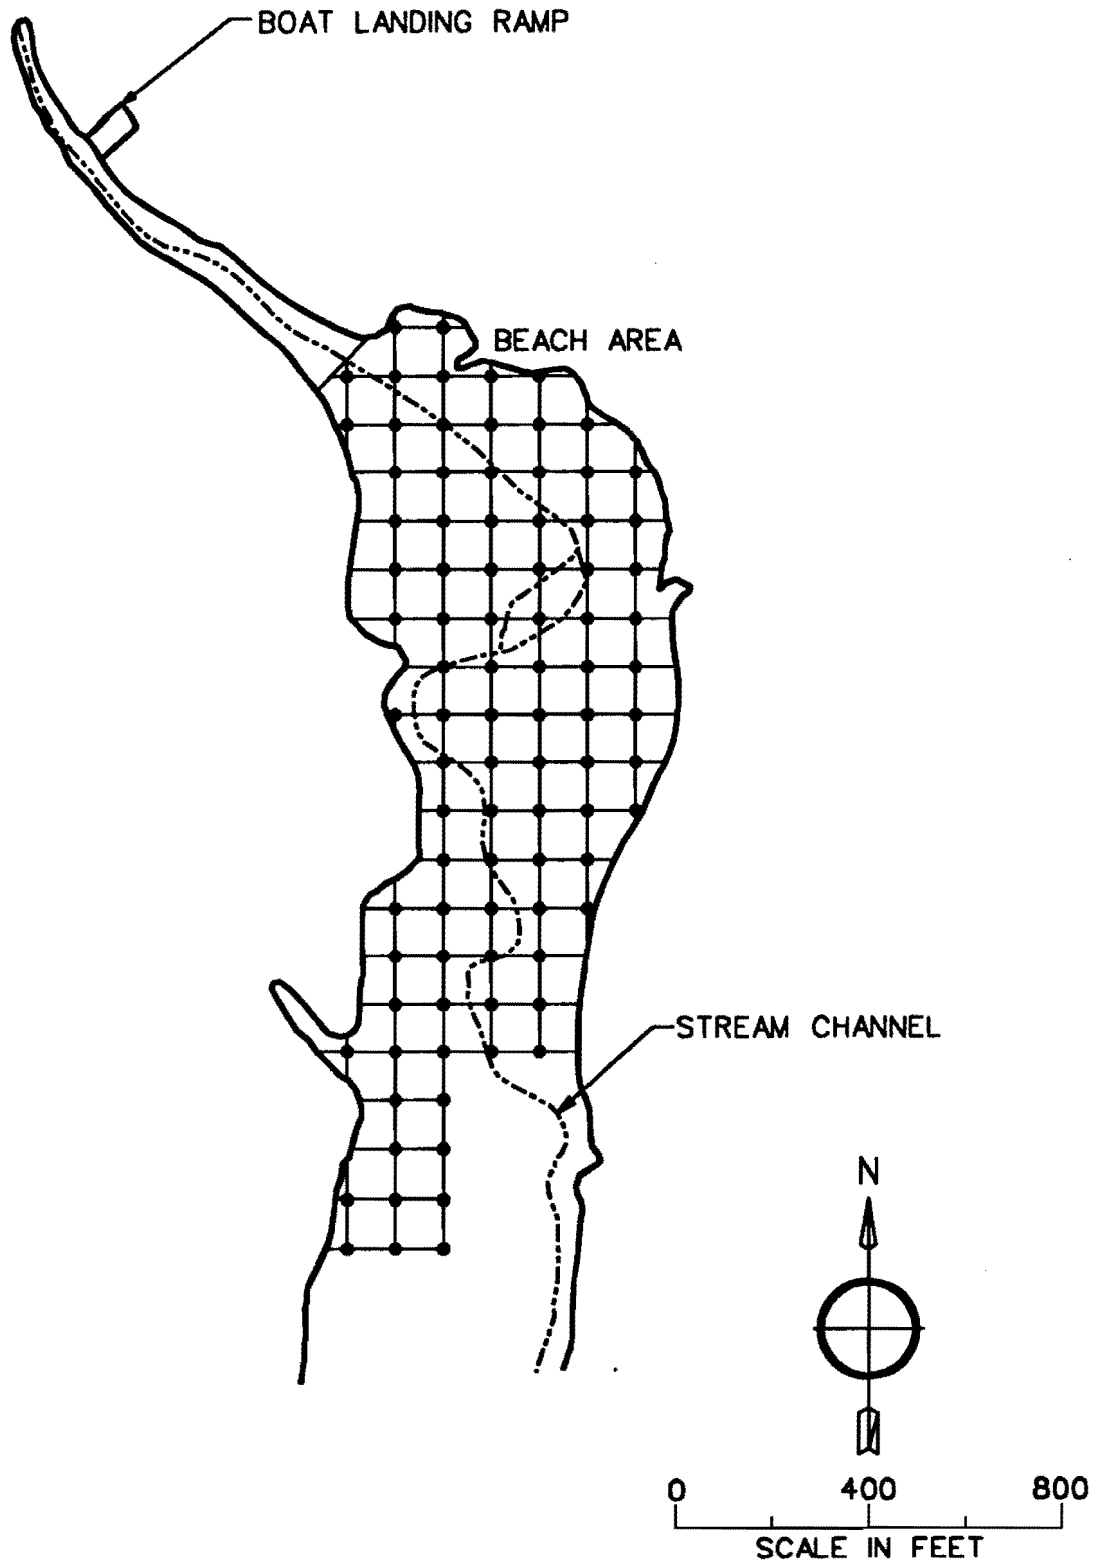 BOAT LANDING RAMP
BEACH AREA
STREAM CHANNEL
N
0 400 800
SCALE IN FEET